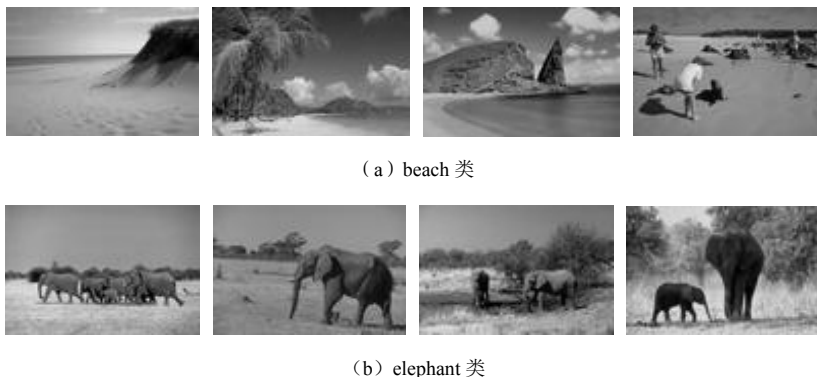 （a）beach 类
（b）elephant 类